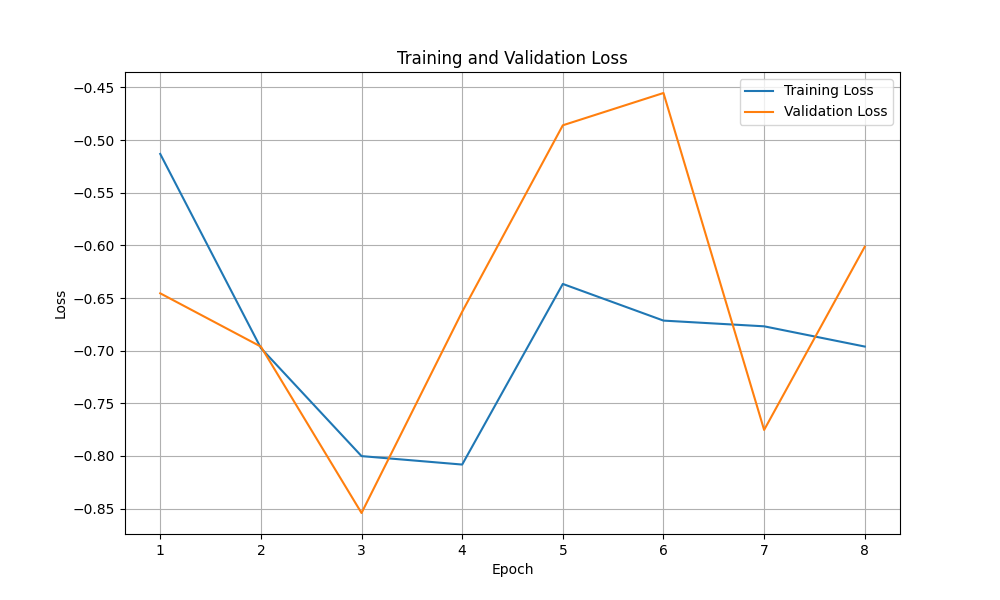 Training and Validation Loss
Training Loss
Validation Loss
−0.45
−0.50
−0.55
−0.60
−0.65
−0.70
−0.75
−0.80
−0.85
Loss
1 2 3 4 5 6 7 8
Epoch